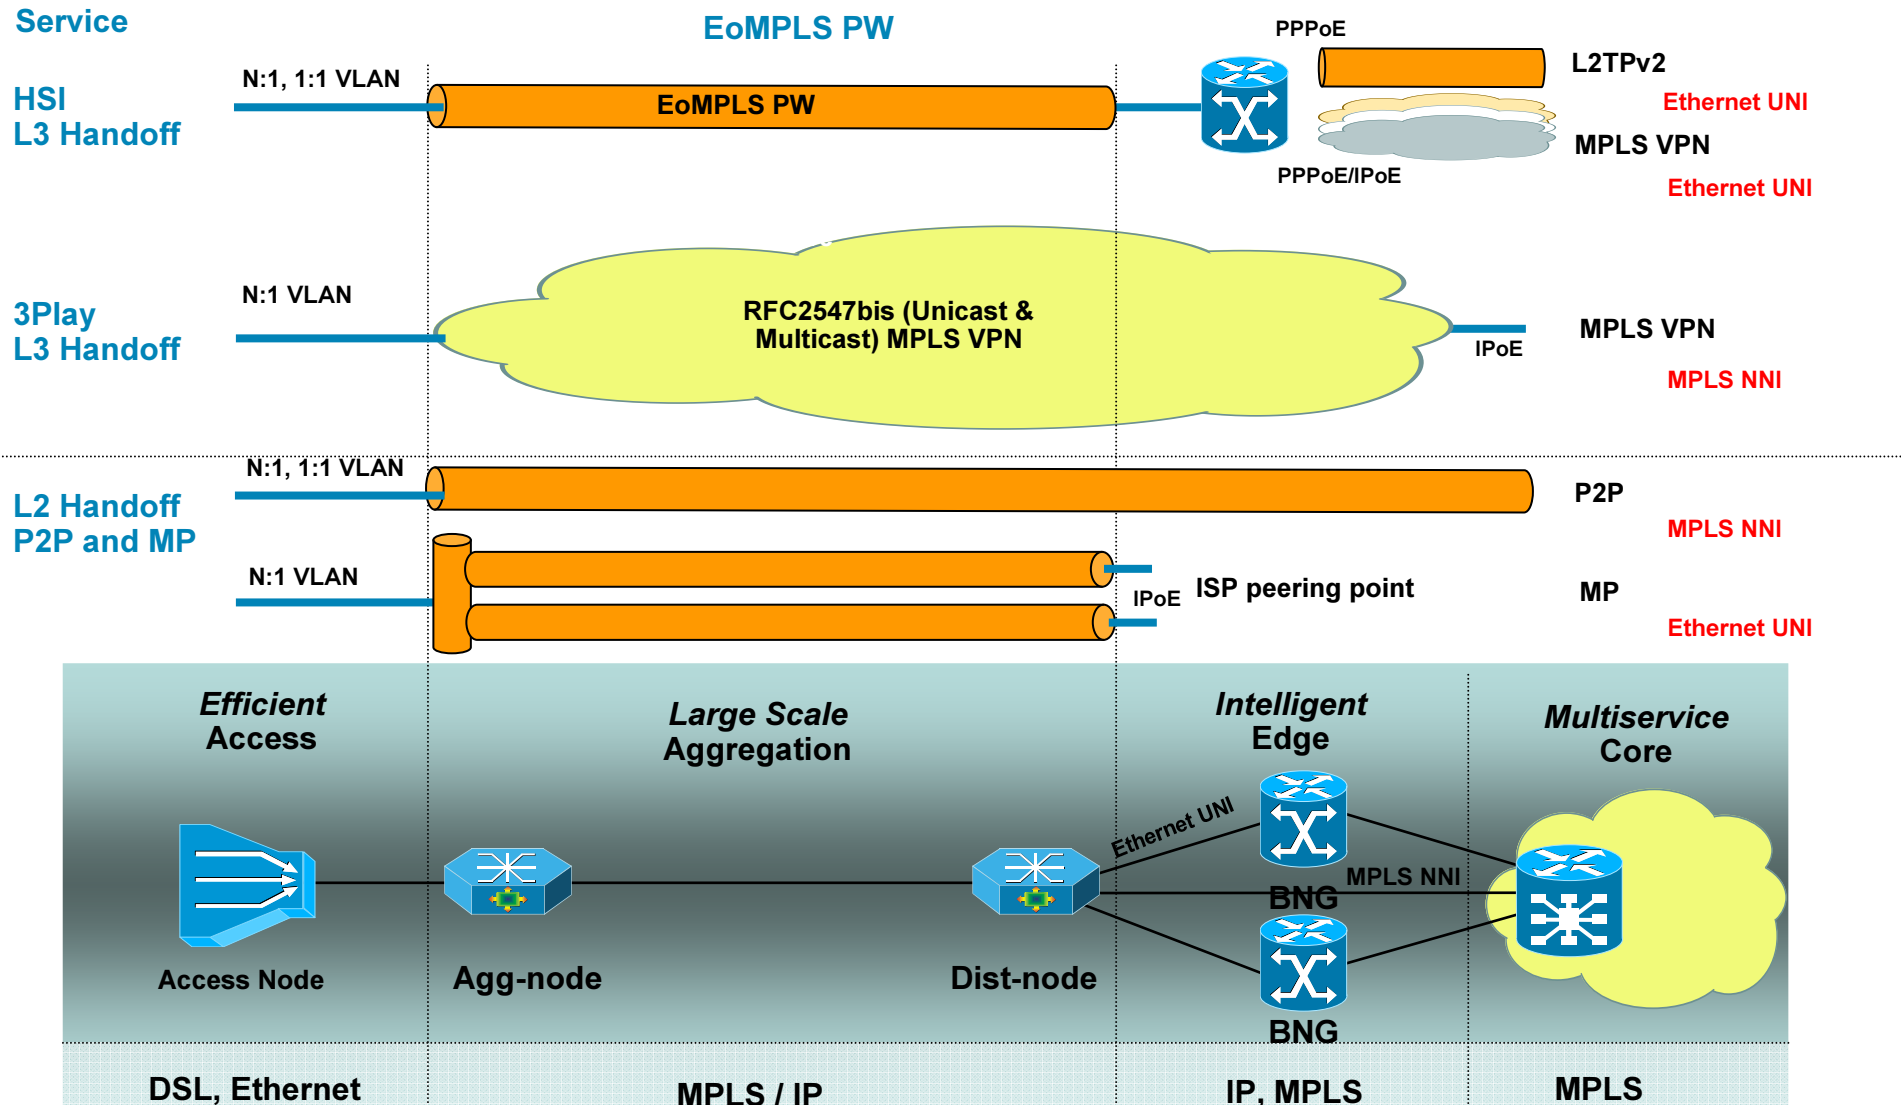 Service
EoMPLS PW
PPPoE
N:1, 1:1 VLAN
L2TPv2
HSI
L3 Handoff
EoMPLS PW
Ethernet UNI
MPLS VPN
PPPoE/IPoE
Ethernet UNI
N:1 VLAN
3Play
L3 Handoff
RFC2547bis (Unicast &
Multicast) MPLS VPN
IPoE
MPLS VPN
MPLS NNI
N:1, 1:1 VLAN
L2 Handoff
P2P and MP
P2P
MPLS NNI
N:1 VLAN
IPoE
ISP peering point
MP
Ethernet UNI
Efficient
Access
Large Scale
Aggregation
Intelligent
Edge
Multiservice
Core
Ethernet UNI
MPLS NNI
BNG
Access Node
Agg-node
Dist-node
BNG
DSL, Ethernet
MPLS / IP
IP, MPLS
MPLS